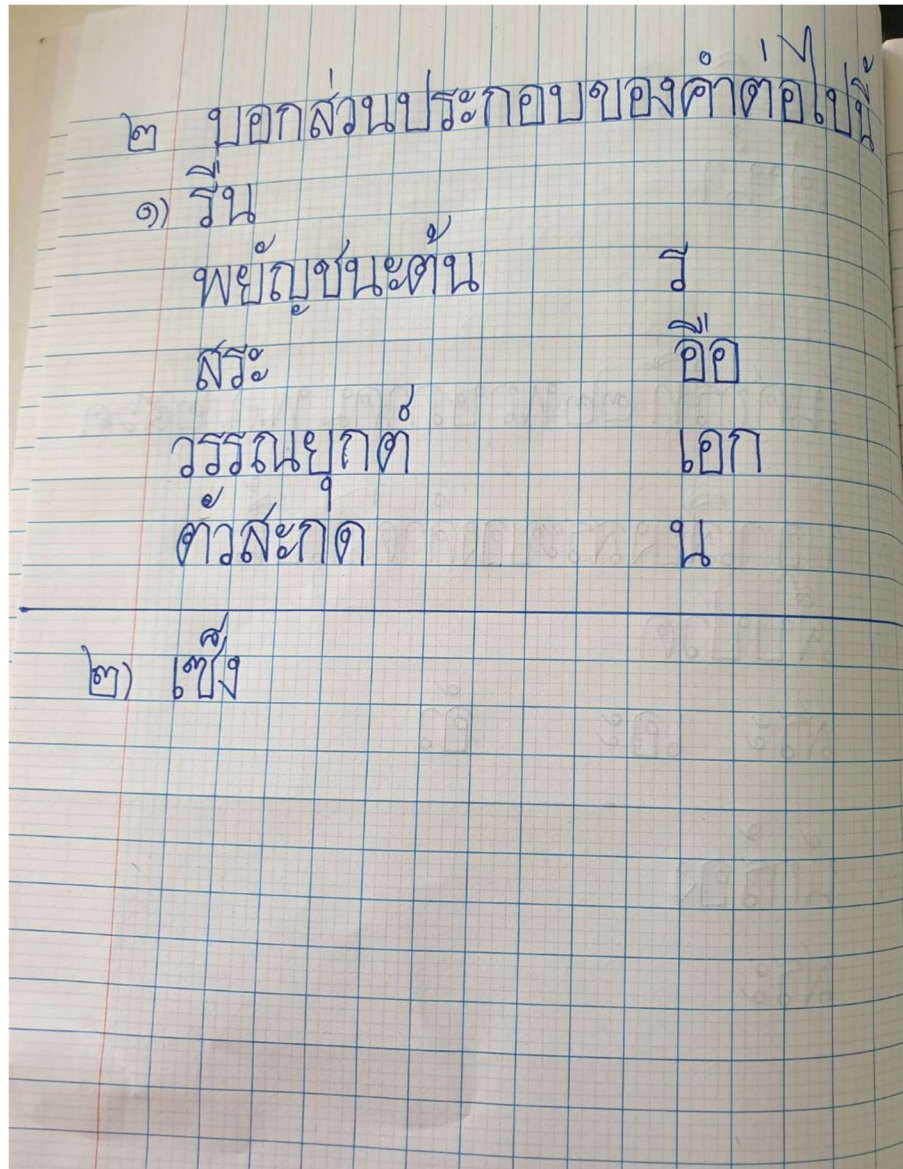 ๒ บอกส่วนประกอบของคำต่อไปนี้
๑) รื่น
พยัญชนะต้น ร
สระ อือ
วรรณยุกต์ เอก
ตัวสะกด น
๒) เซ็ง